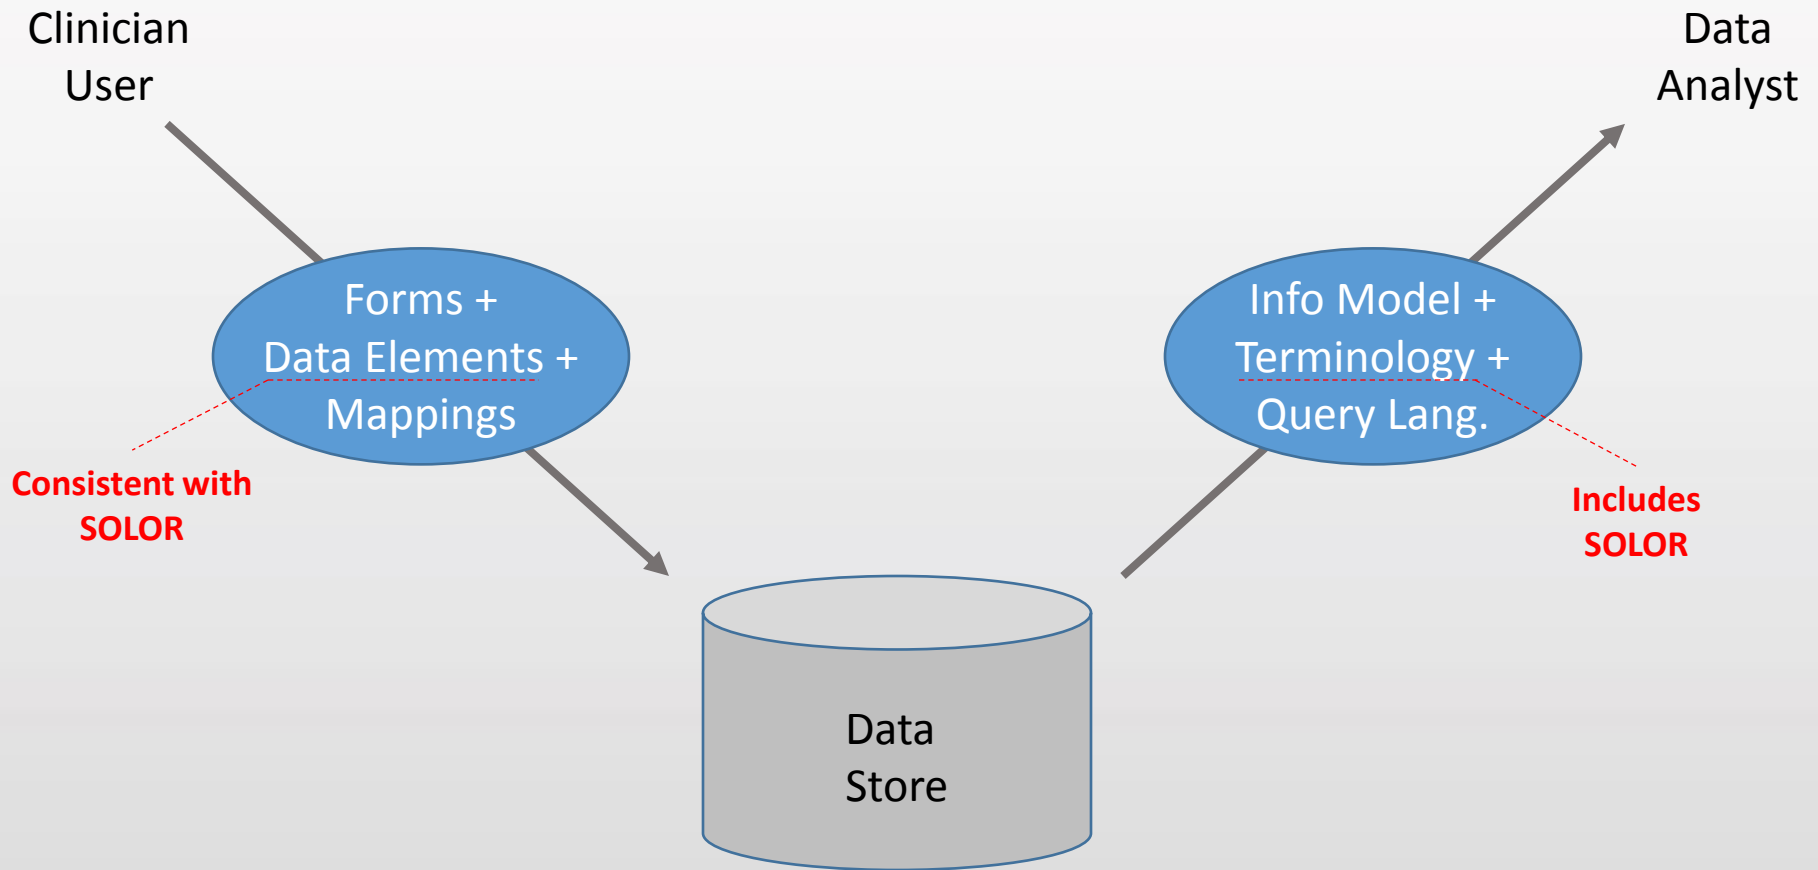 Clinician
User
Data
Analyst
Forms +
Data Elements +
Mappings
Info Model +
Terminology +
Query Lang.
Consistent with
SOLOR
Includes
SOLOR
Data
Store